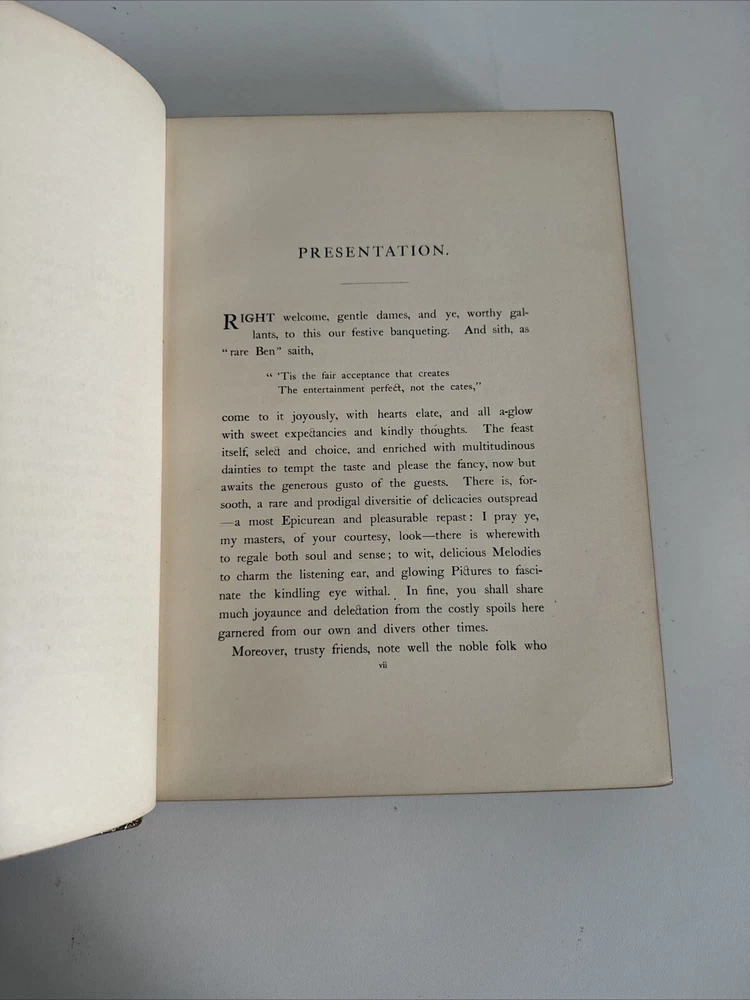 PRESENTATION.
RIGHT welcome, gentle dames, and ye, worthy gal-
lants, to this our festive banqueting. And sith, as
"rare Ben" saith,
" 'Tis the fair acceptance that creates
The entertainment perfect, not the cates,"
come to it joyously, with hearts elate, and all a-glow
with sweet expectancies and kindly thoughts. The feast
itself, select and choice, and enriched with multitudinous
dainties to tempt the taste and please the fancy, now but
awaits the generous gusto of the guests. There is, for-
sooth, a rare and prodigal diversitie of delicacies outspread
—a most Epicurean and pleasurable repast: I pray ye,
my masters, of your courtesy, look—there is wherewith
to regale both soul and sense; to wit, delicious Melodies
to charm the listening ear, and glowing Pictures to fasci-
nate the kindling eye withal. In fine, you shall share
much joyaunce and delectation from the costly spoils here
garnered from our own and divers other times.
Moreover, trusty friends, note well the noble folk who
vii